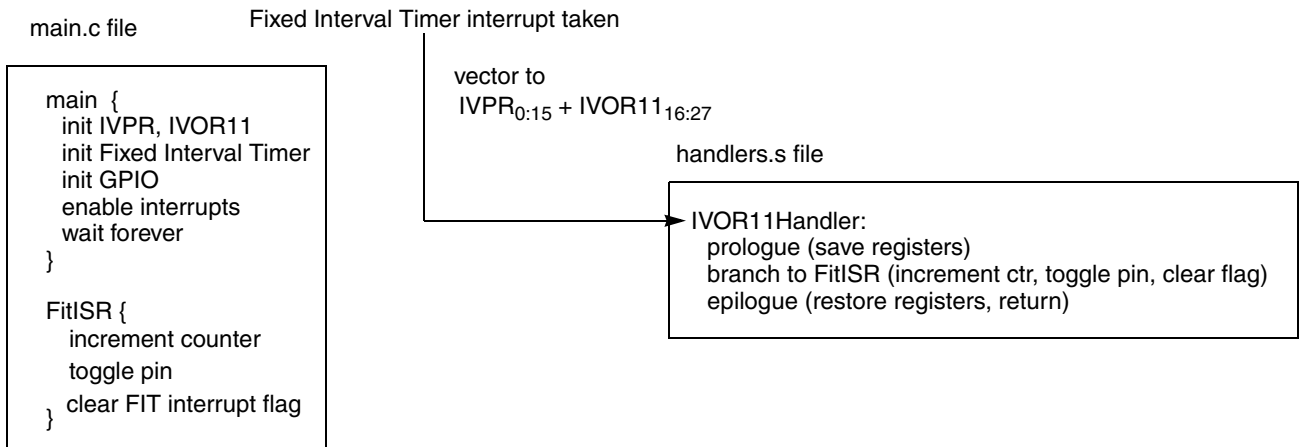 main.c file
Fixed Interval Timer interrupt taken
vector to
IVPR0:15 + IVOR1116:27
main {
init IVPR, IVOR11
init Fixed Interval Timer
init GPIO
enable interrupts
wait forever
}
FitISR {
increment counter
toggle pin
clear FIT interrupt flag
}
handlers.s file
IVOR11Handler:
prologue (save registers)
branch to FitISR (increment ctr, toggle pin, clear flag)
epilogue (restore registers, return)